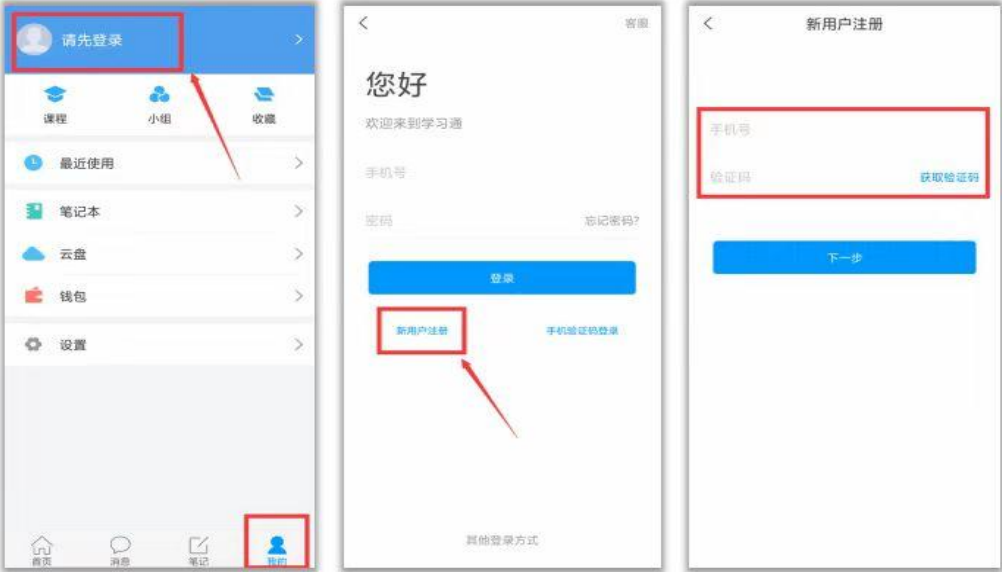 请先登录
课程 小组 收藏
最近使用
笔记本
云盘
钱包
设置
首页 消息 笔记 我的
客服
您好
欢迎来到学习通
手机号
密码 忘记密码?
登录
新用户注册 手机验证码登录
其他登录方式
新用户注册
手机号
验证码 获取验证码
下一步